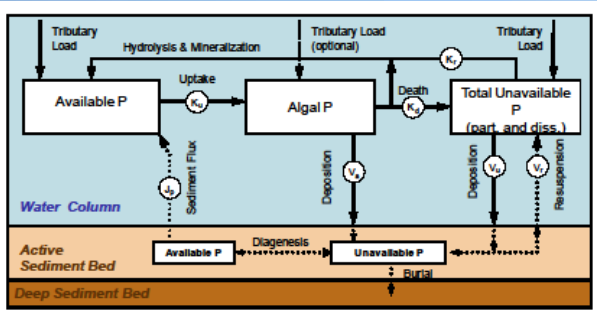 Tributary
Load
Hydrolysis & Mineralization
Tributary Load
(optional)
Tributary
Load
Kr
Uptake
Death
Available P
Ku
Algal P
Kd
Total Unavailable
P
(part. and diss.)
Js
Sediment Flux
Deposition
Va
Deposition
Vu
Vr
Resuspension
Water Column
Active
Sediment Bed
Available P
Diagenesis
Unavailable P
Burial
Deep Sediment Bed